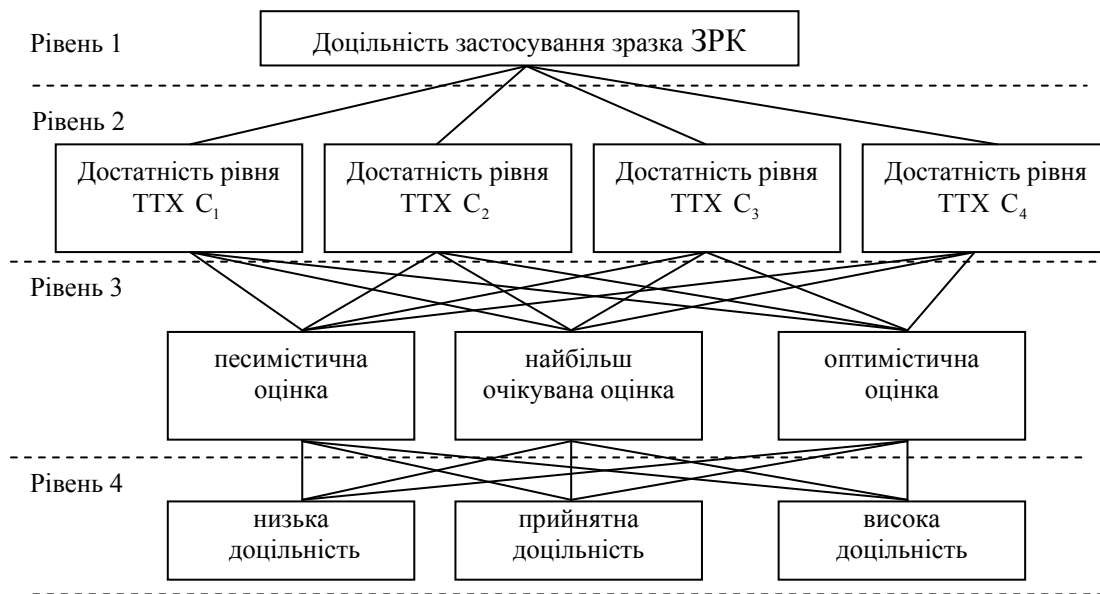 Рівень 1
Доцільність застосування зразка ЗРК
Рівень 2
Достатність рівня
ТТХ С₁
Достатність рівня
ТТХ С₂
Достатність рівня
ТТХ С₃
Достатність рівня
ТТХ С₄
Рівень 3
песимістична
оцінка
найбільш
очікувана оцінка
оптимістична
оцінка
Рівень 4
низька
доцільність
прийнятна
доцільність
висока
доцільність